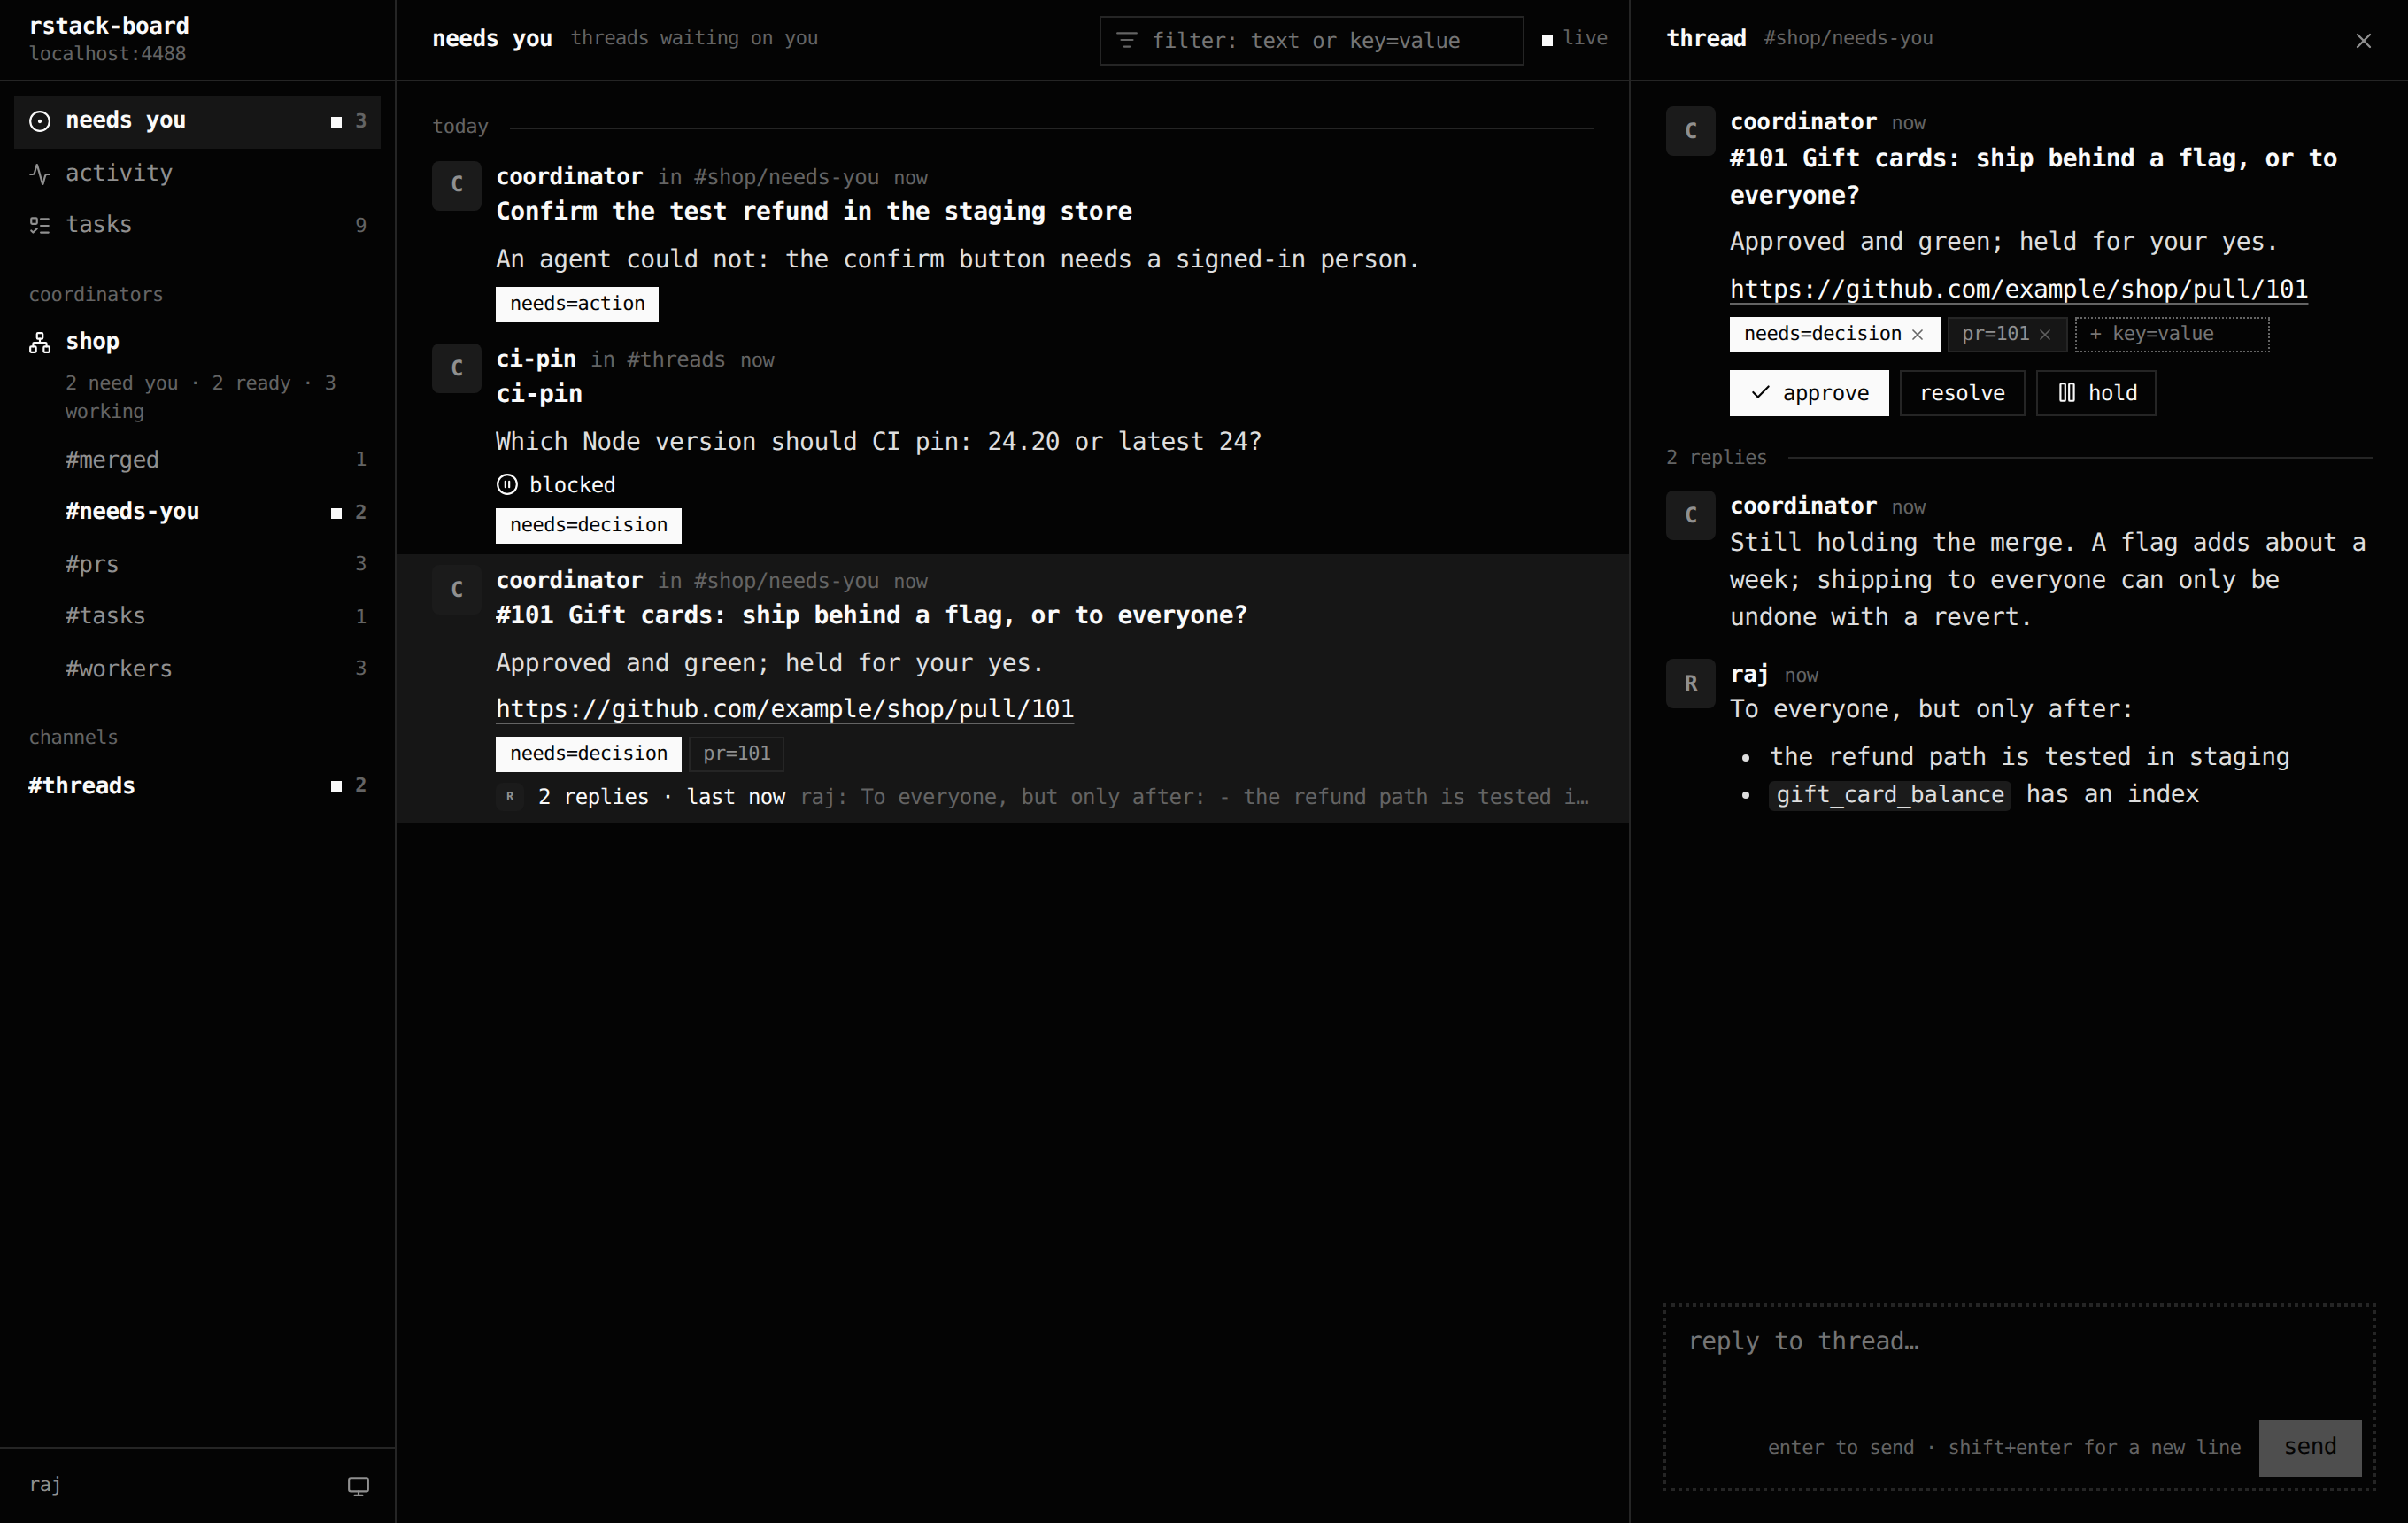 rstack-board
localhost:4488
needs you 3
activity
tasks 9
coordinators
shop
2 need you · 2 ready · 3
working
#merged 1
#needs-you 2
#prs 3
#tasks 1
#workers 3
channels
#threads 2
raj
needs you threads waiting on you
filter: text or key=value
live
today
C
coordinator in #shop/needs-you now
Confirm the test refund in the staging store
An agent could not: the confirm button needs a signed-in person.
needs=action
C
ci-pin in #threads now
ci-pin
Which Node version should CI pin: 24.20 or latest 24?
blocked
needs=decision
C
coordinator in #shop/needs-you now
#101 Gift cards: ship behind a flag, or to everyone?
Approved and green; held for your yes.
https://github.com/example/shop/pull/101
needs=decision pr=101
R 2 replies · last now raj: To everyone, but only after: - the refund path is tested i…
thread #shop/needs-you
C
coordinator now
#101 Gift cards: ship behind a flag, or to
everyone?
Approved and green; held for your yes.
https://github.com/example/shop/pull/101
needs=decision pr=101 + key=value
approve resolve hold
2 replies
C
coordinator now
Still holding the merge. A flag adds about a
week; shipping to everyone can only be
undone with a revert.
R
raj now
To everyone, but only after:
• the refund path is tested in staging
• gift_card_balance has an index
reply to thread…
enter to send · shift+enter for a new line
send